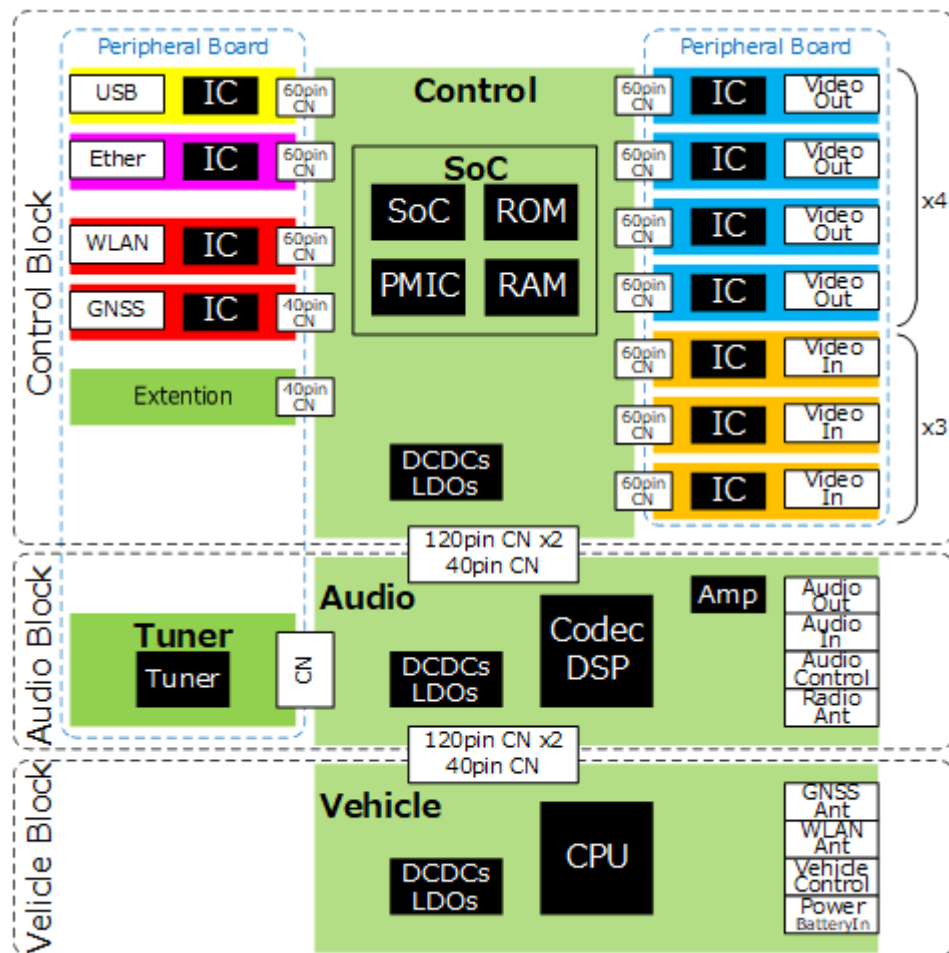 Peripheral Board
Peripheral Board
USB
IC
60pin
CN
Control
60pin
CN
IC
Video
Out
Ether
IC
60pin
CN
60pin
CN
IC
Video
Out
SoC
SoC
ROM
PMIC
RAM
x4
WLAN
IC
60pin
CN
60pin
CN
IC
Video
Out
GNSS
IC
40pin
CN
60pin
CN
IC
Video
Out
Control Block
Extention
40pin
CN
60pin
CN
IC
Video
In
60pin
CN
IC
Video
In
x3
DCDCs
LDOs
60pin
CN
IC
Video
In
120pin CN x2
40pin CN
Audio Block
Tuner
Tuner
CN
Audio
DCDCs
LDOs
Codec
DSP
Amp
Audio
Out
Audio
In
Audio
Control
Radio
Ant
120pin CN x2
40pin CN
Velicle Block
Vehicle
DCDCs
LDOs
CPU
GNSS
Ant
WLAN
Ant
Vehicle
Control
Power
BatteryIn